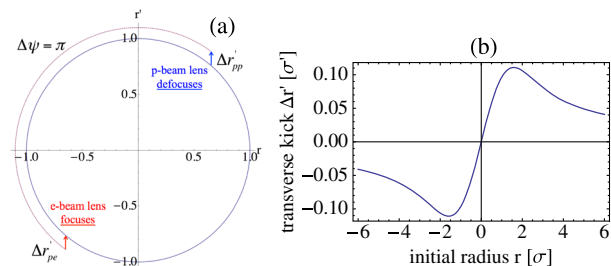 (a)
r'
Δψ = π
1.0
Δr'pp
p-beam lens
defocuses
0.5
−1.0
−0.5
0.5
1.0
r
e-beam lens
focuses
−0.5
Δr'pe
−1.0
(b)
transverse kick Δr' [σ']
0.10
0.05
0.00
−0.05
−0.10
−6 −4 −2 0 2 4 6
initial radius r [σ]